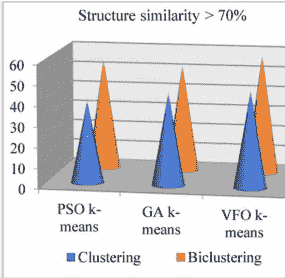 Structure similarity > 70%
60
50
40
30
20
10
0
PSO k- GA k- VFO k-
means means means
Clustering Biclustering